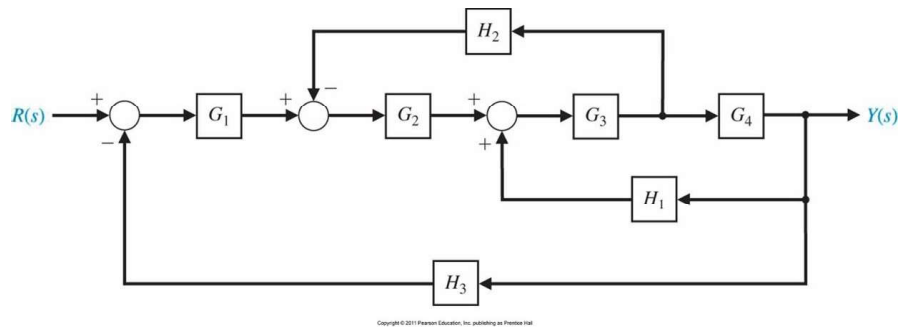 H₂
−
R(s)
+
G₁
+
G₂
+
G₃
G₄
Y(s)
−
+
H₁
H₃
Copyright © 2011 Pearson Education, Inc. publishing as Prentice Hall